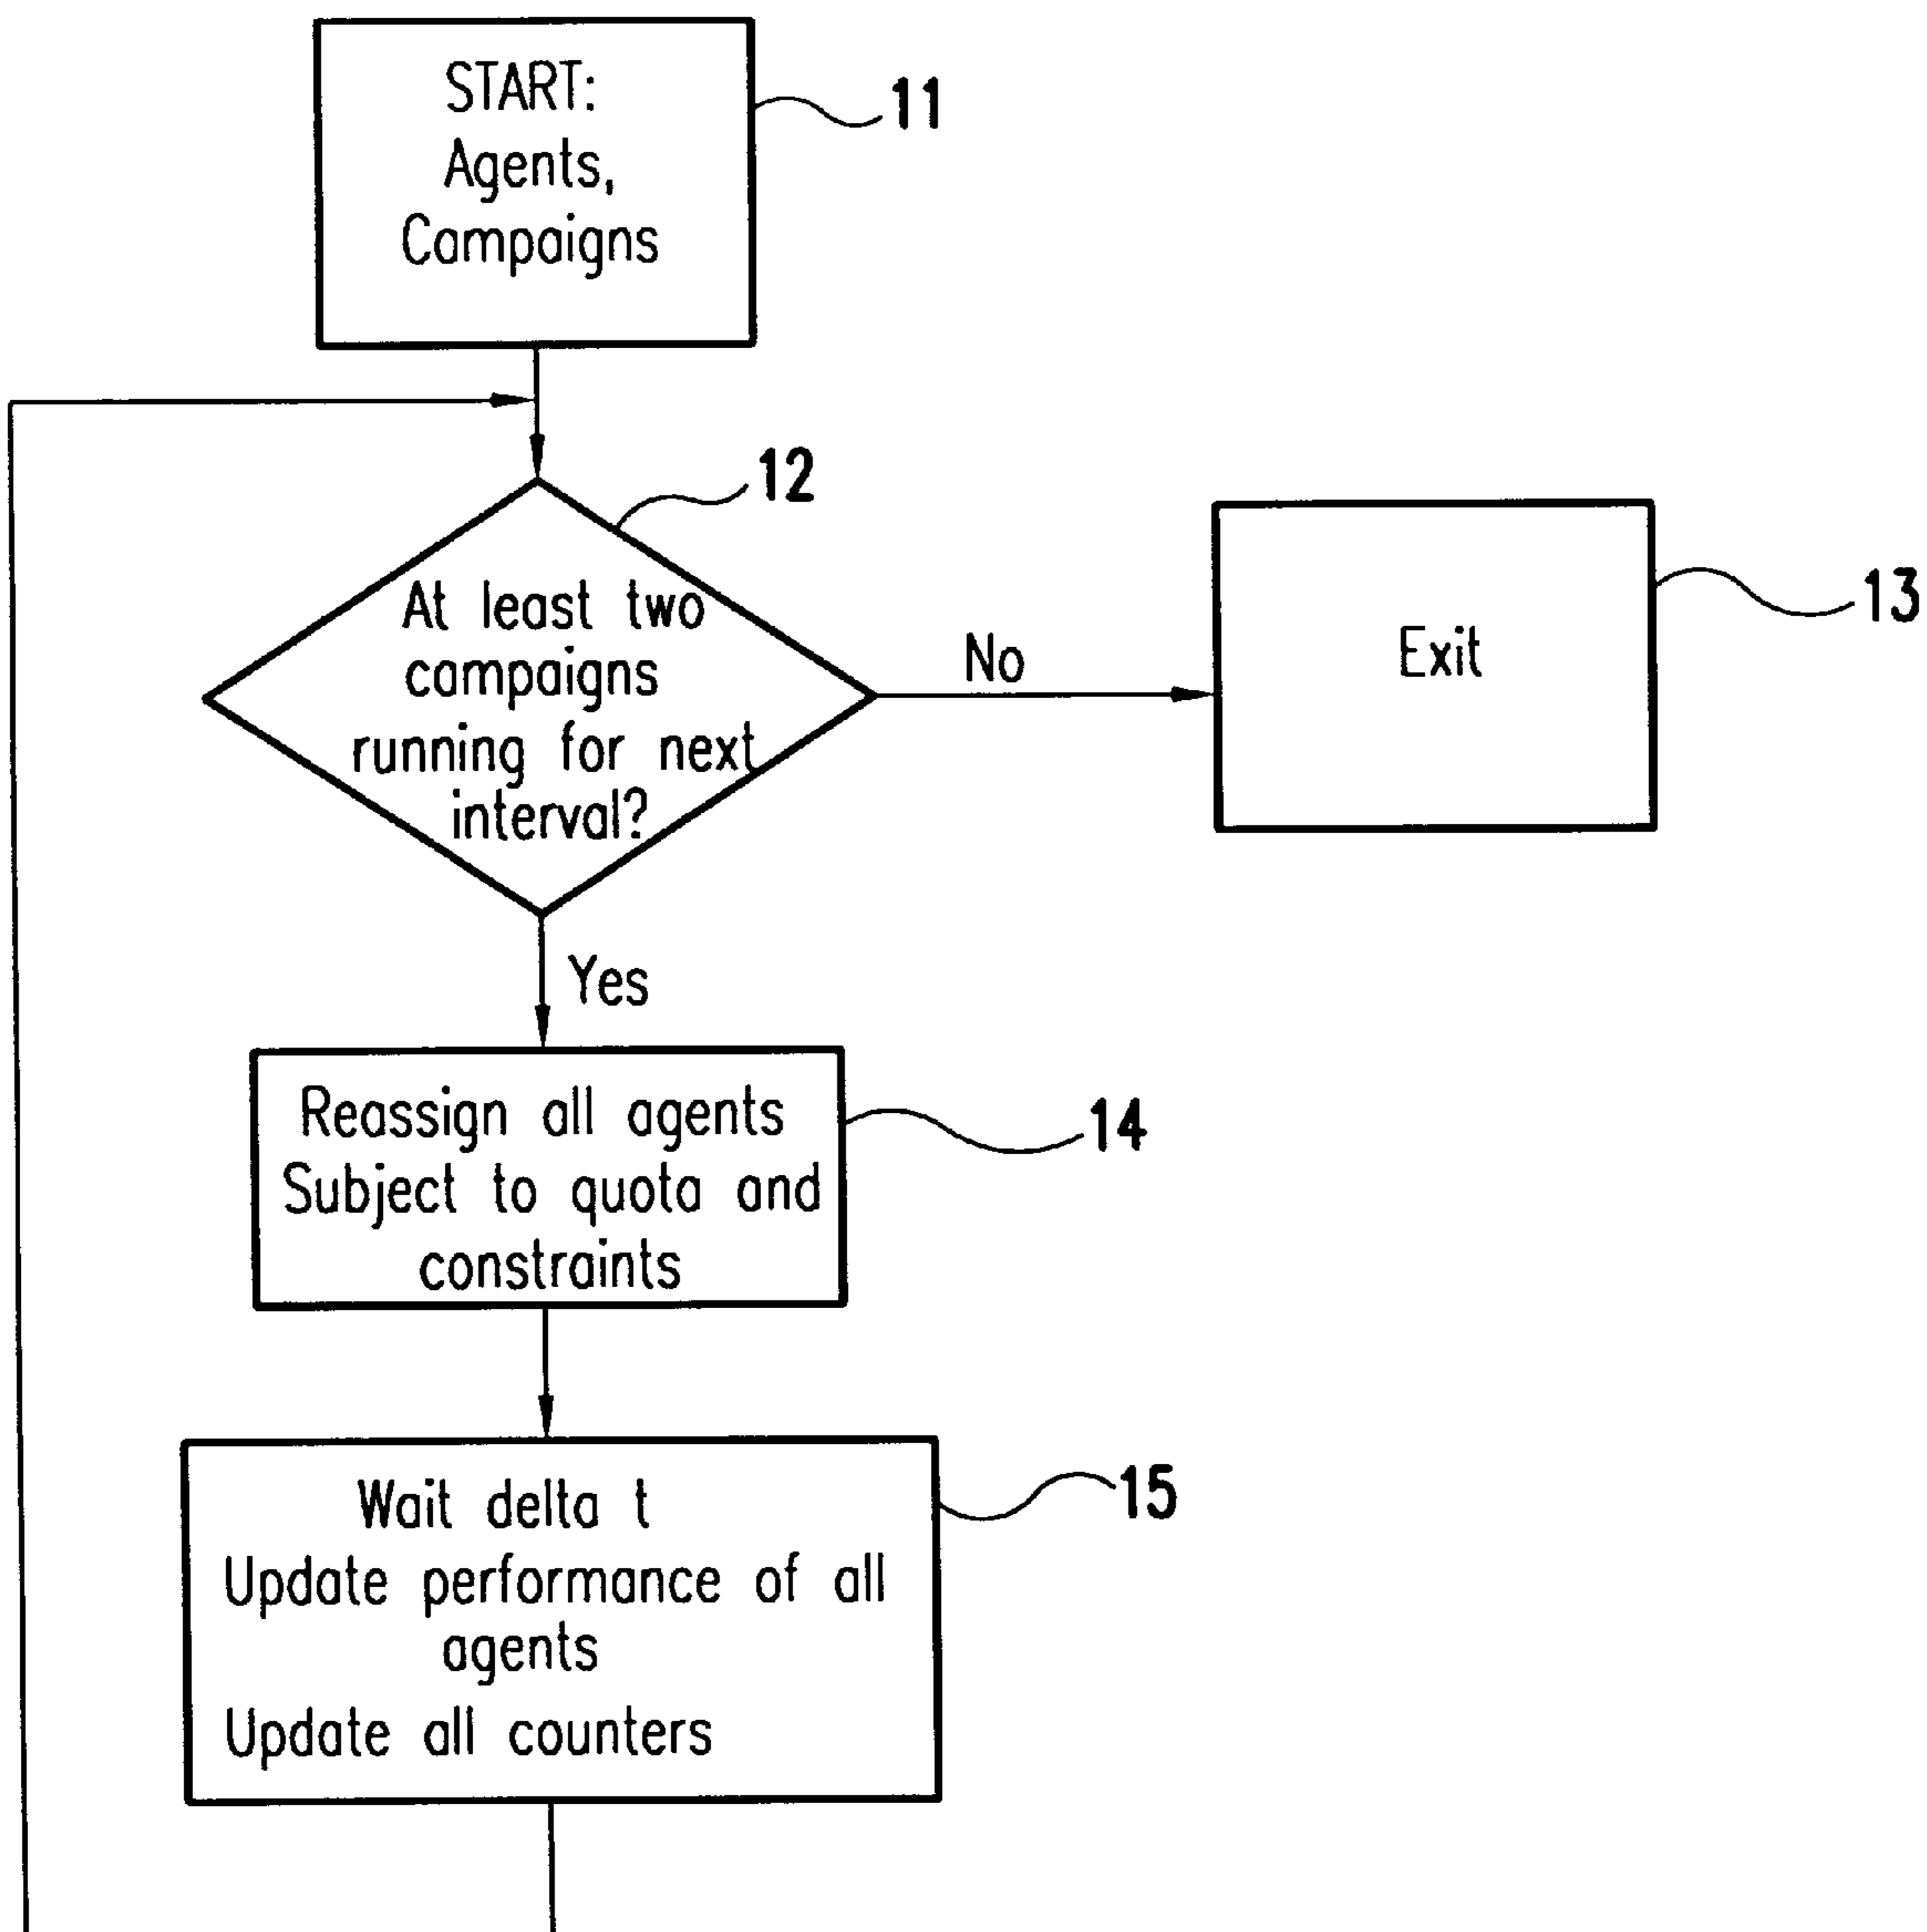 START:
Agents,
Campaigns
11
12
At least two
campaigns
running for next
interval?
No
Exit
13
Yes
Reassign all agents
Subject to quota and
constraints
14
Wait delta t
Update performance of all
agents
Update all counters
15